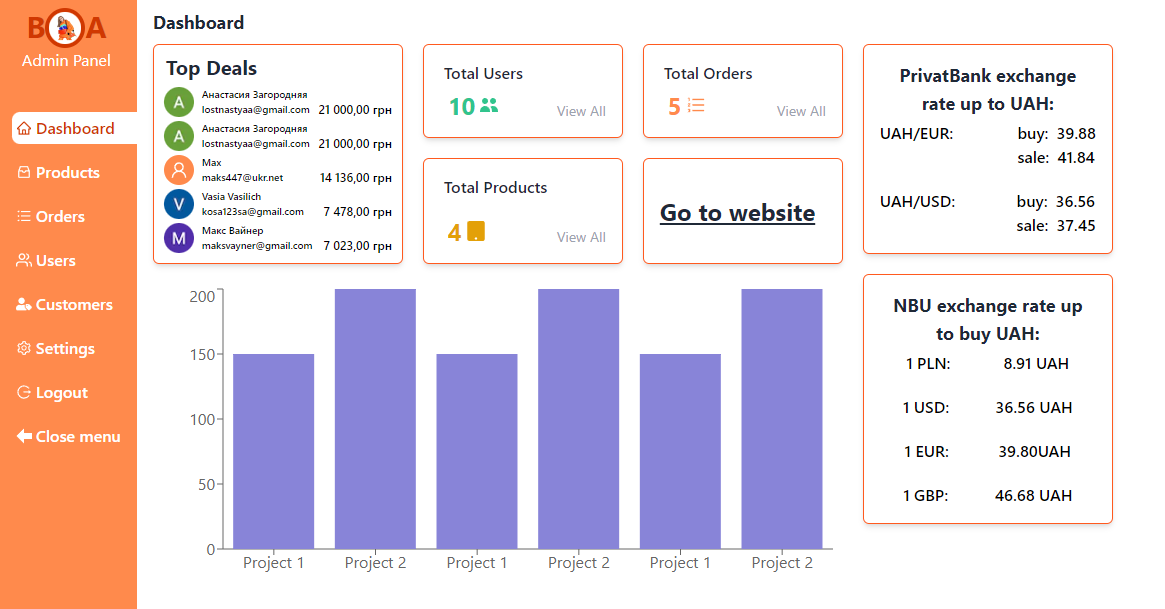 B A
Admin Panel
Dashboard
Products
Orders
Users
Customers
Settings
Logout
Close menu
Dashboard
Top Deals
A
Анастасия Загородняя
lostnastyaa@gmail.com 21 000,00 грн
A
Анастасия Загородняя
lostnastyaa@gmail.com 21 000,00 грн
Max
maks447@ukr.net 14 136,00 грн
V
Vasia Vasilich
kosa123sa@gmail.com 7 478,00 грн
M
Макс Вайнер
maksvayner@gmail.com 7 023,00 грн
Total Users
10
View All
Total Orders
5
View All
Total Products
4
View All
Go to website
PrivatBank exchange
rate up to UAH:
UAH/EUR: buy: 39.88
sale: 41.84
UAH/USD: buy: 36.56
sale: 37.45
NBU exchange rate up
to buy UAH:
1 PLN: 8.91 UAH
1 USD: 36.56 UAH
1 EUR: 39.80UAH
1 GBP: 46.68 UAH
200
150
100
50
0
Project 1 Project 2 Project 1 Project 2 Project 1 Project 2